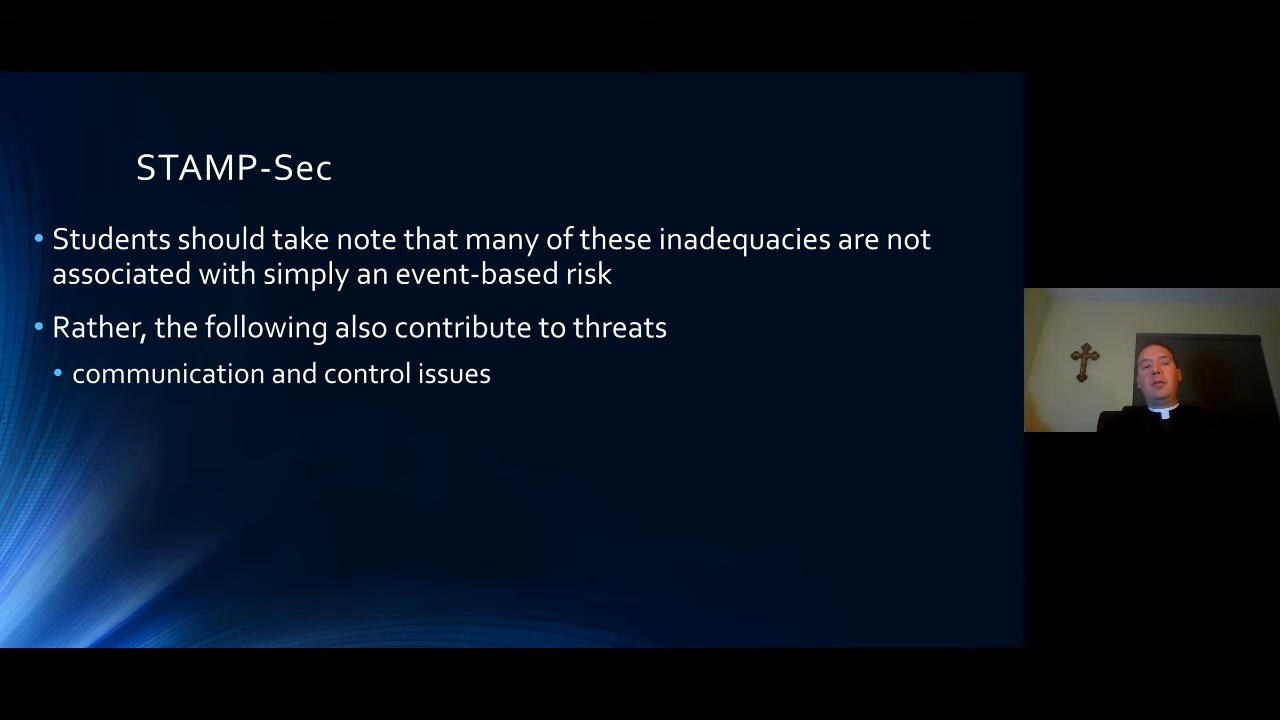 STAMP-Sec
• Students should take note that many of these inadequacies are not
associated with simply an event-based risk
• Rather, the following also contribute to threats
• communication and control issues